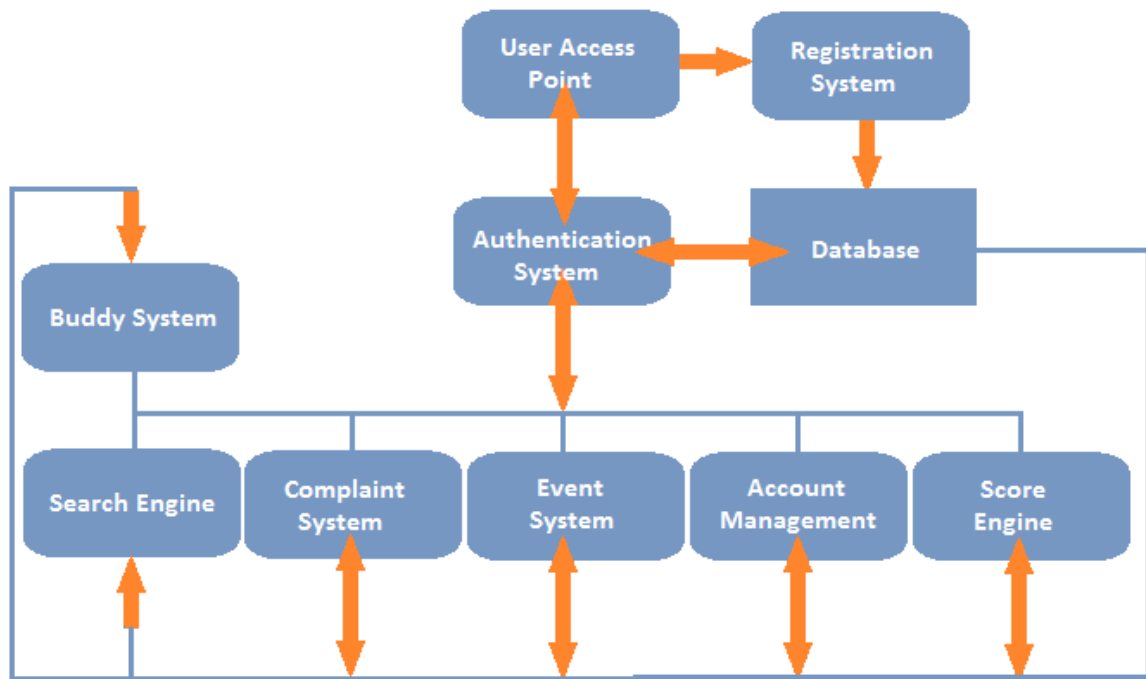 User Access
Point
Registration
System
Authentication
System
Database
Buddy System
Search Engine
Complaint
System
Event
System
Account
Management
Score
Engine